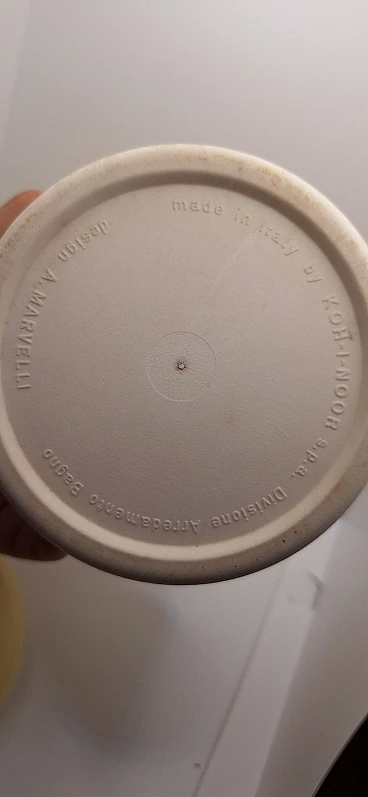 made in italy by KOH-I-NOOR s.p.a. Divisione Arredamento Bagno
design A.MARVELLI